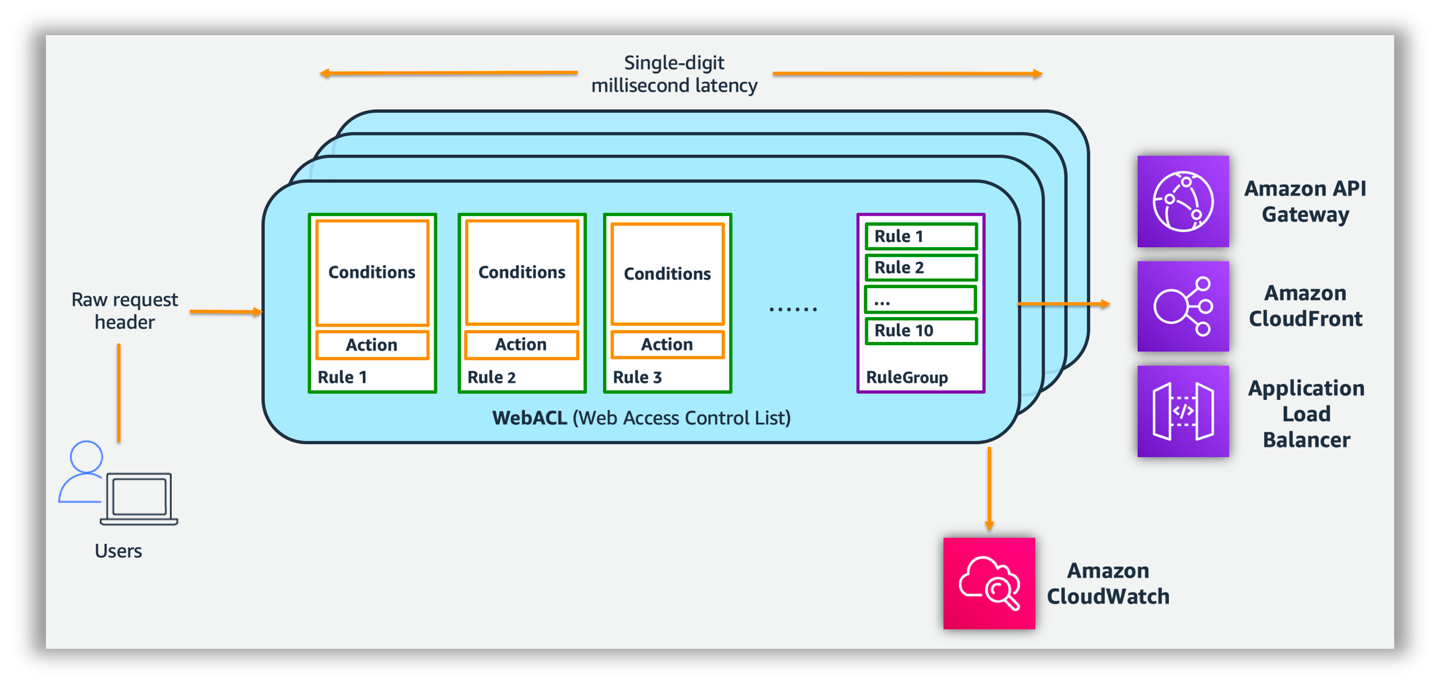 Single-digit
millisecond latency
Raw request
header
Users
Conditions
Action
Rule 1
Conditions
Action
Rule 2
Conditions
Action
Rule 3
......
Rule 1
Rule 2
...
Rule 10
RuleGroup
WebACL (Web Access Control List)
Amazon API
Gateway
Amazon
CloudFront
Application
Load
Balancer
Amazon
CloudWatch